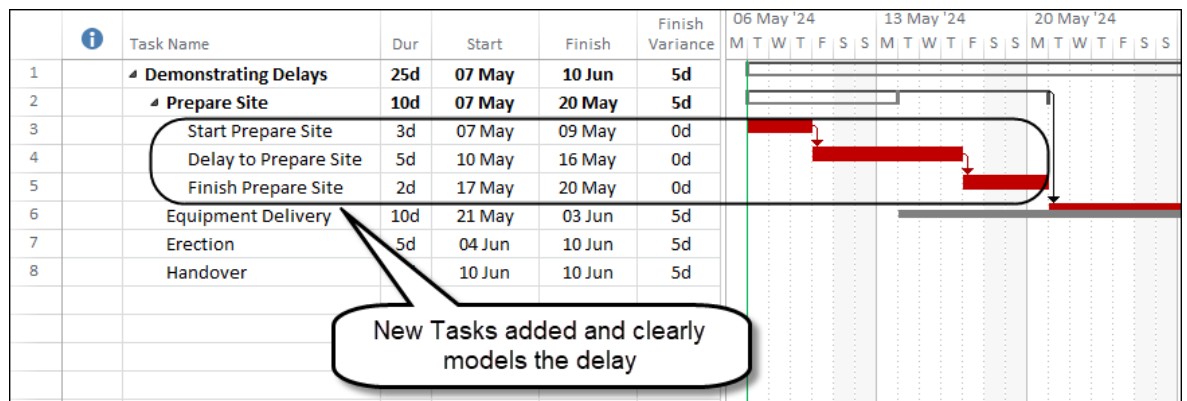 Task Name Dur Start Finish Finish Variance 06 May '24 13 May '24 20 May '24
M T W T F S S M T W T F S S M T W T F S S
1 Demonstrating Delays 25d 07 May 10 Jun 5d
2 Prepare Site 10d 07 May 20 May 5d
3 Start Prepare Site 3d 07 May 09 May 0d
4 Delay to Prepare Site 5d 10 May 16 May 0d
5 Finish Prepare Site 2d 17 May 20 May 0d
6 Equipment Delivery 10d 21 May 03 Jun 5d
7 Erection 5d 04 Jun 10 Jun 5d
8 Handover 10 Jun 10 Jun 5d
New Tasks added and clearly
models the delay